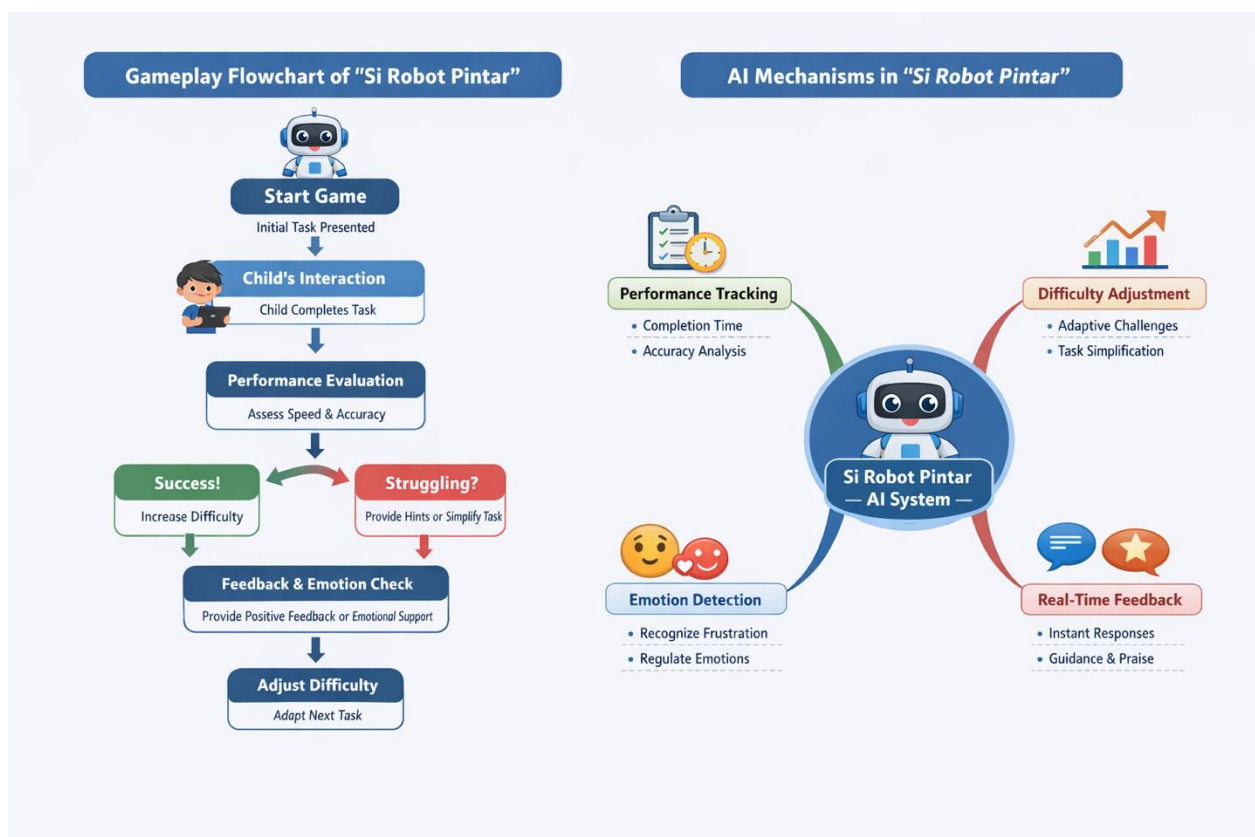 Gameplay Flowchart of "Si Robot Pintar"
Start Game
Initial Task Presented
Child's Interaction
Child Completes Task
Performance Evaluation
Assess Speed & Accuracy
Success!
Increase Difficulty
Struggling?
Provide Hints or Simplify Task
Feedback & Emotion Check
Provide Positive Feedback or Emotional Support
Adjust Difficulty
Adapt Next Task
AI Mechanisms in "Si Robot Pintar"
Performance Tracking
• Completion Time
• Accuracy Analysis
Difficulty Adjustment
• Adaptive Challenges
• Task Simplification
Si Robot Pintar
— AI System —
Emotion Detection
• Recognize Frustration
• Regulate Emotions
Real-Time Feedback
• Instant Responses
• Guidance & Praise